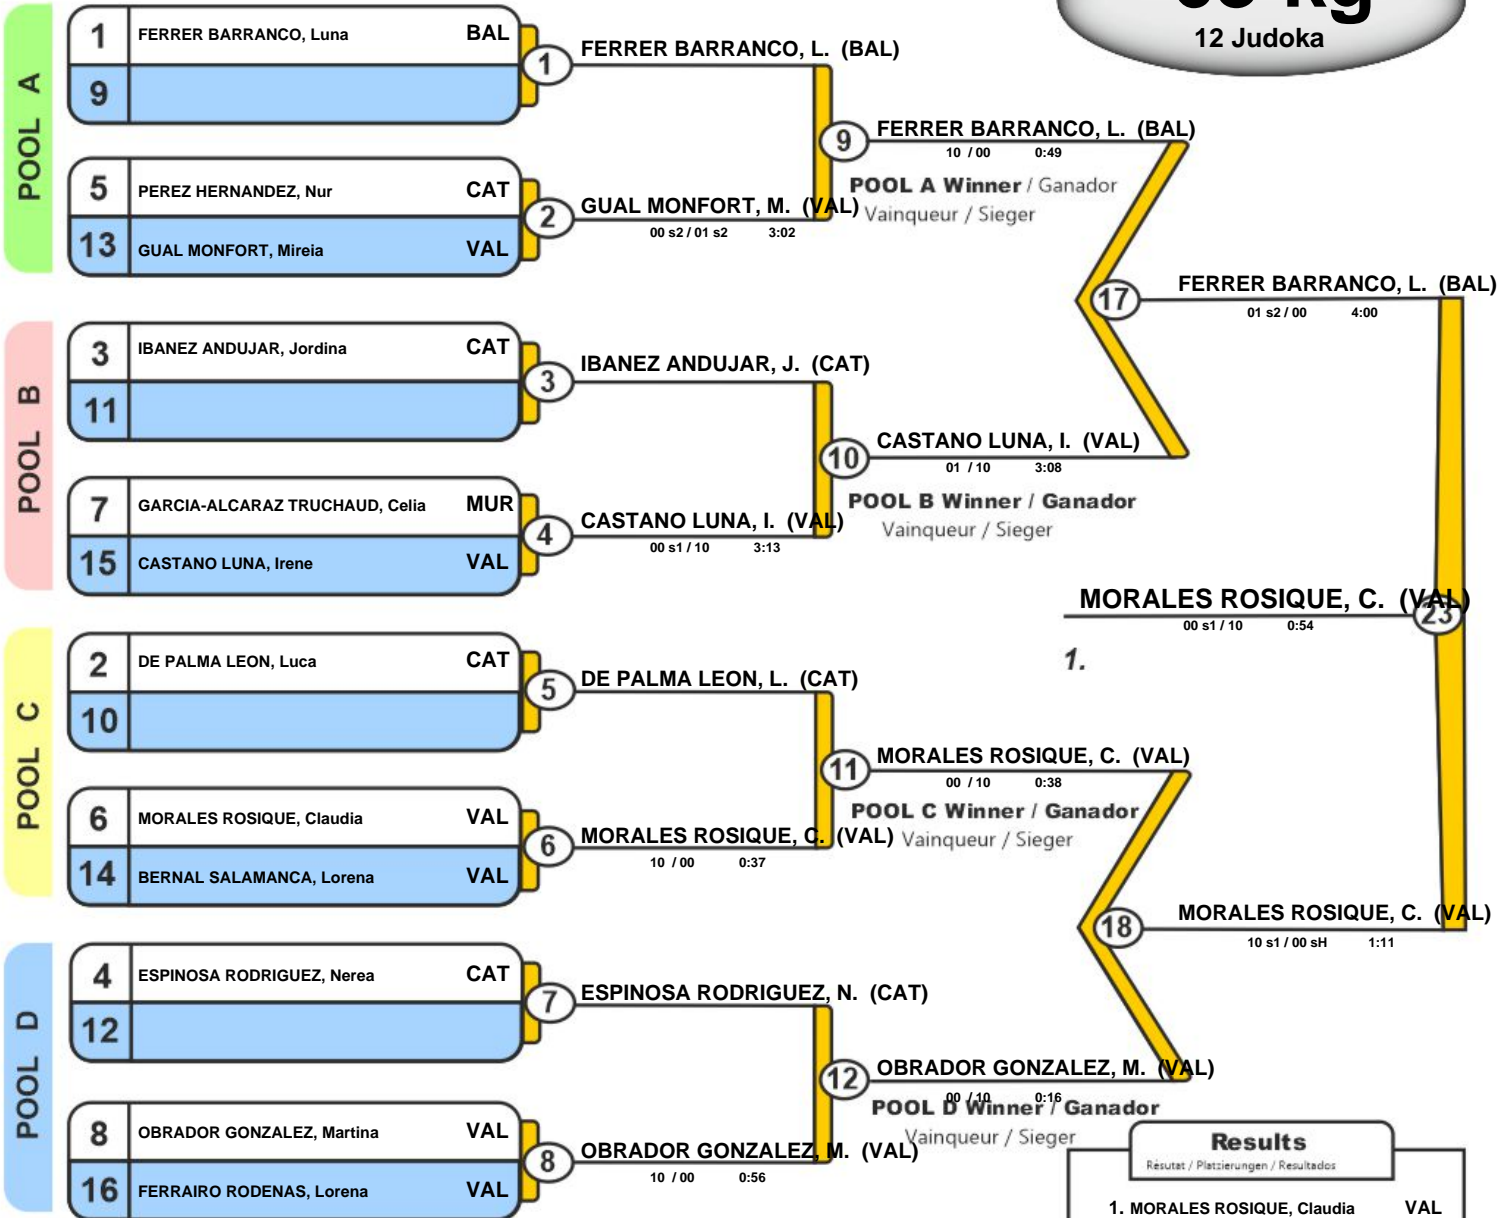 12 Judoka
POOL A
1 FERRER BARRANCO, Luna BAL
9
1
FERRER BARRANCO, L. (BAL)
5 PEREZ HERNANDEZ, Nur CAT
13 GUAL MONFORT, Mireia VAL
2
GUAL MONFORT, M. (VAL)
00 s2 / 01 s2 3:02
9
FERRER BARRANCO, L. (BAL)
10 / 00 0:49
POOL A Winner / Ganador
Vainqueur / Sieger
POOL B
3 IBANEZ ANDUJAR, Jordina CAT
11
3
IBANEZ ANDUJAR, J. (CAT)
7 GARCIA-ALCARAZ TRUCHAUD, Celia MUR
15 CASTANO LUNA, Irene VAL
4
CASTANO LUNA, I. (VAL)
00 s1 / 10 3:13
10
CASTANO LUNA, I. (VAL)
01 / 10 3:08
POOL B Winner / Ganador
Vainqueur / Sieger
17
FERRER BARRANCO, L. (BAL)
01 s2 / 00 4:00
MORALES ROSIQUE, C. (VAL)
23
00 s1 / 10 0:54
1.
POOL C
2 DE PALMA LEON, Luca CAT
10
5
DE PALMA LEON, L. (CAT)
6 MORALES ROSIQUE, Claudia VAL
14 BERNAL SALAMANCA, Lorena VAL
6
MORALES ROSIQUE, C. (VAL)
10 / 00 0:37
11
MORALES ROSIQUE, C. (VAL)
00 / 10 0:38
POOL C Winner / Ganador
Vainqueur / Sieger
POOL D
4 ESPINOSA RODRIGUEZ, Nerea CAT
12
7
ESPINOSA RODRIGUEZ, N. (CAT)
8 OBRADOR GONZALEZ, Martina VAL
16 FERRAIRO RODENAS, Lorena VAL
8
OBRADOR GONZALEZ, M. (VAL)
10 / 00 0:56
12
OBRADOR GONZALEZ, M. (VAL)
00 / 10 0:16
POOL D Winner / Ganador
Vainqueur / Sieger
18
MORALES ROSIQUE, C. (VAL)
10 s1 / 00 sH 1:11
Results
Résutat / Platzierungen / Resultados
1. MORALES ROSIQUE, Claudia VAL